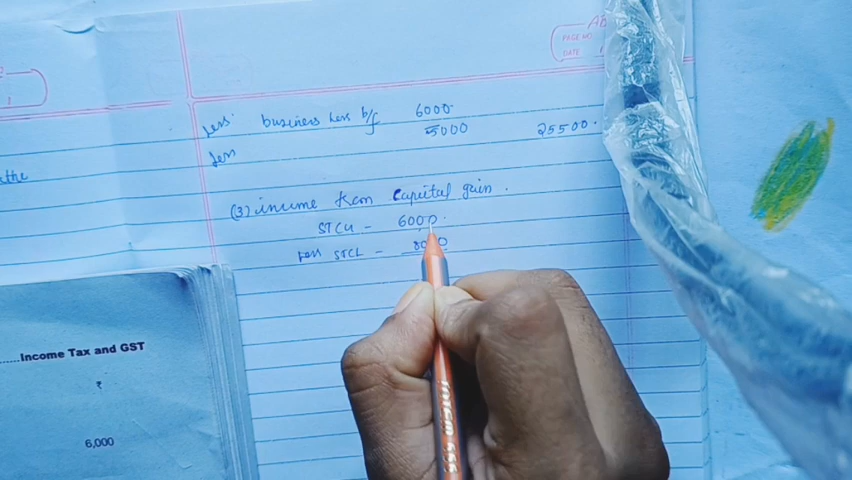 PAGE NO
DATE
Less business Loss b/f 6000
5000 25500
Less
(3) income from Capital gain.
STCG - 6000
Less STCL -
......Income Tax and GST
₹
6,000